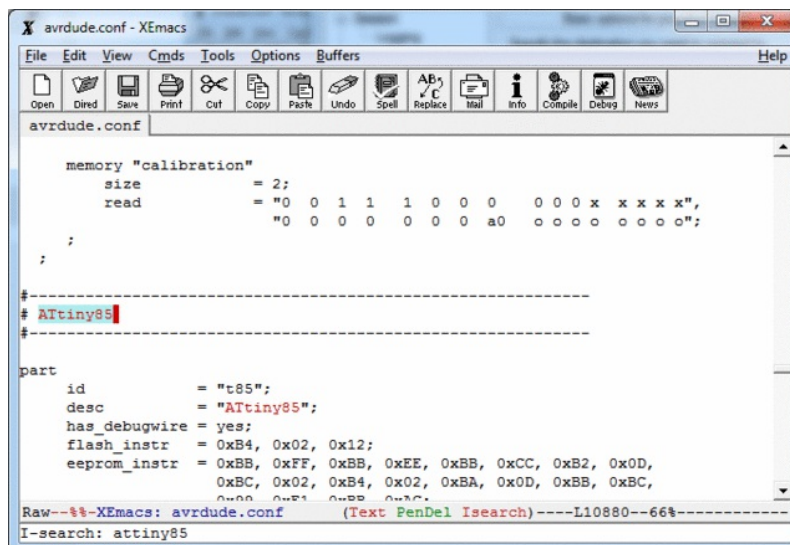 avrdude.conf - XEmacs
File Edit View Cmds Tools Options Buffers Help
Open Dired Save Print Cut Copy Paste Undo Spell Replace Mail Info Compile Debug News
avrdude.conf
memory "calibration"
size = 2;
read = "0 0 1 1 1 0 0 0 0 0 0 x x x x x",
"0 0 0 0 0 0 0 a0 o o o o o o o o";
;
;
#-------------------------------------------------------------
# ATtiny85
#-------------------------------------------------------------
part
id = "t85";
desc = "ATtiny85";
has_debugwire = yes;
flash_instr = 0xB4, 0x02, 0x12;
eeprom_instr = 0xBB, 0xFF, 0xBB, 0xEE, 0xBB, 0xCC, 0xB2, 0x0D,
0xBC, 0x02, 0xB4, 0x02, 0xBA, 0x0D, 0xBB, 0xBC,
Raw--%%-XEmacs: avrdude.conf (Text PenDel Isearch)----L10880--66%------------
I-search: attiny85